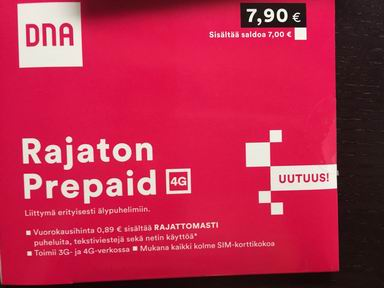 DNA
7,90 €
Sisältää saldoa 7,00 €
Rajaton
Prepaid 4G
UUTUUS!
Liittymä erityisesti älypuhelimiin.
■ Vuorokausihinta 0,89 € sisältää RAJATTOMASTI
puheluita, tekstiviestejä sekä netin käyttöä*
■ Toimii 3G- ja 4G-verkossa ■ Mukana kaikki kolme SIM-korttikokoa